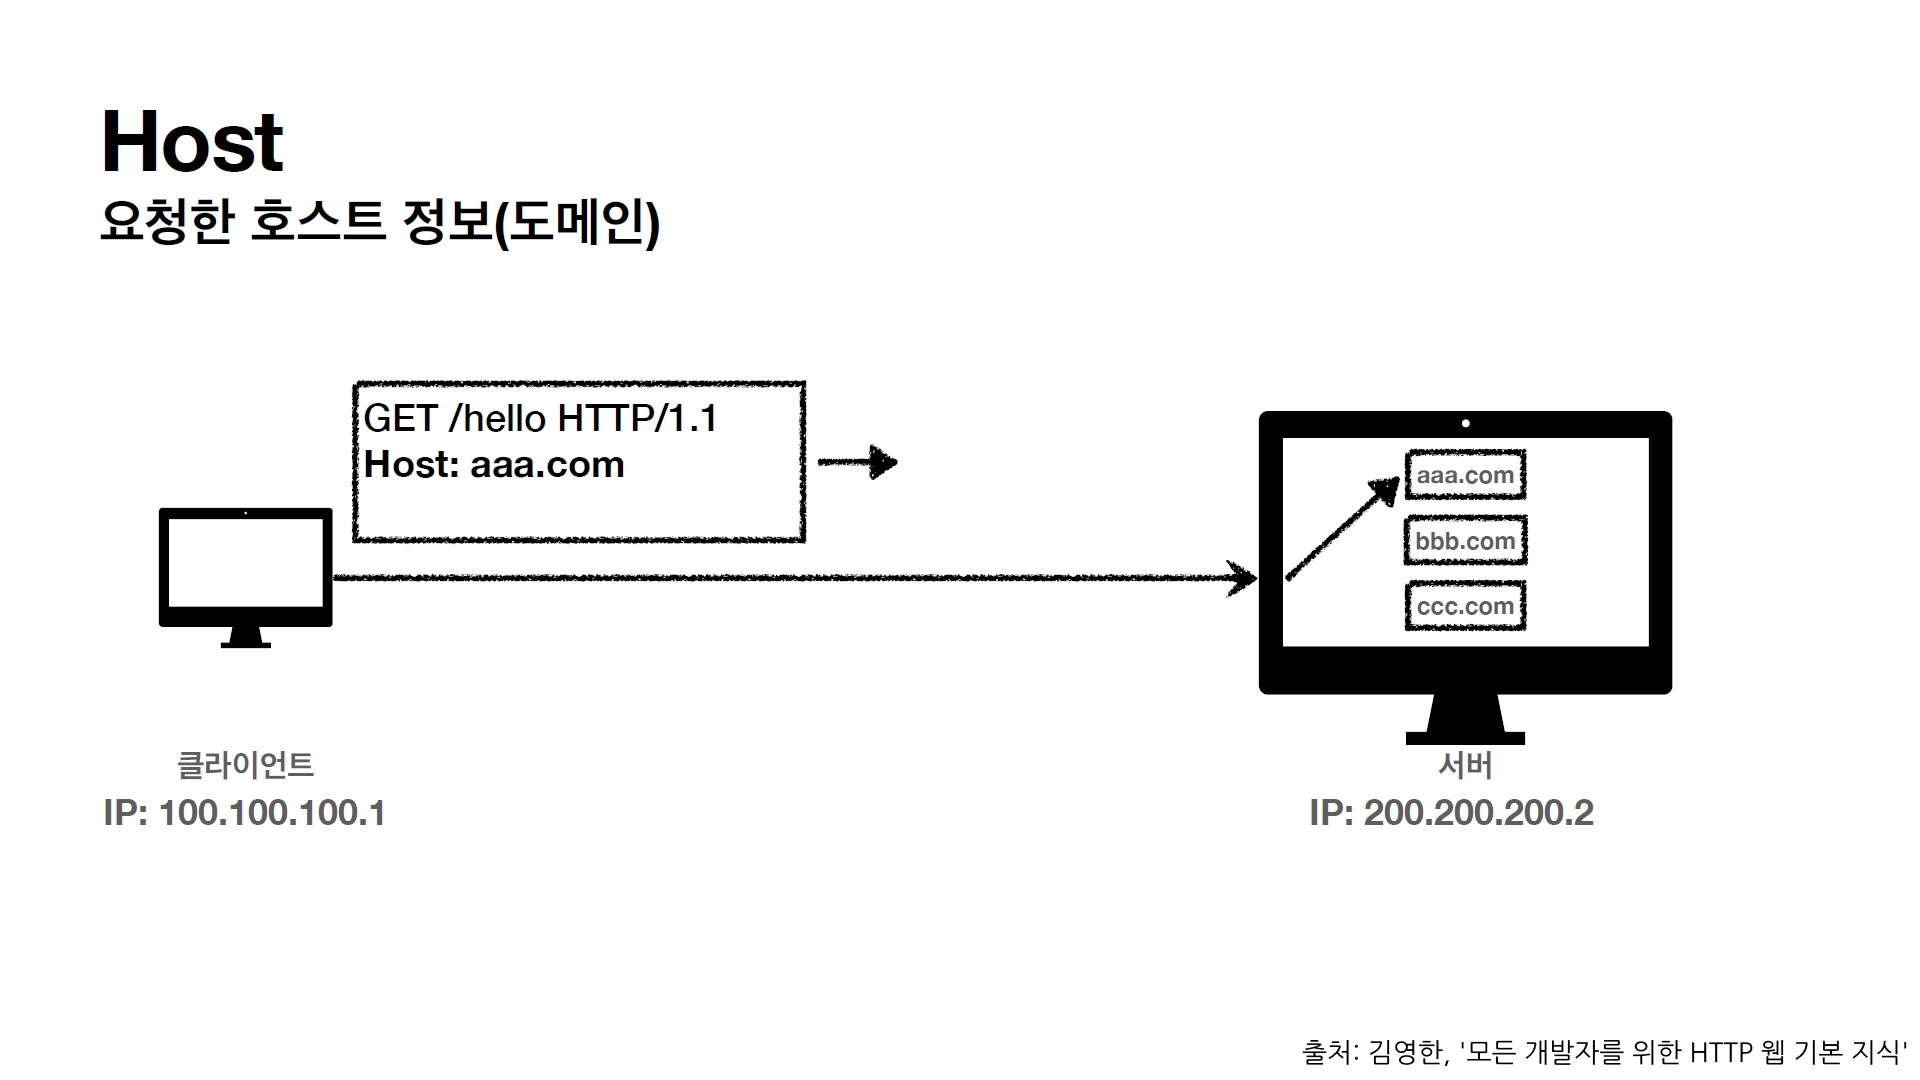 Host
요청한 호스트 정보(도메인)
GET /hello HTTP/1.1
Host: aaa.com
aaa.com
bbb.com
ccc.com
클라이언트
IP: 100.100.100.1
서버
IP: 200.200.200.2
출처: 김영한, '모든 개발자를 위한 HTTP 웹 기본 지식'